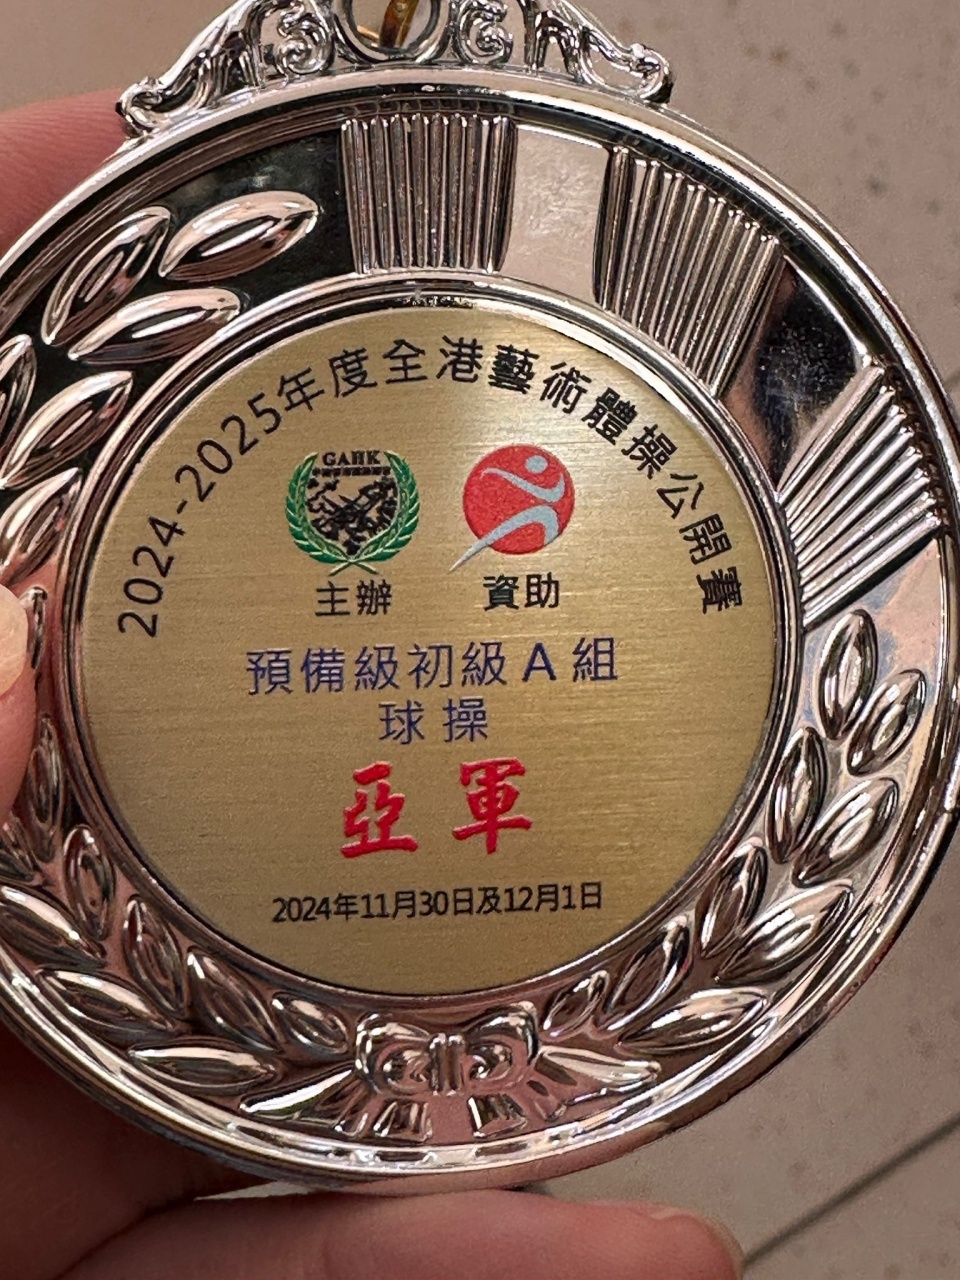 2024-2025年度全港藝術體操公開賽
GAHK
主辦
資助
預備級初級A組
球操
亞軍
2024年11月30日及12月1日